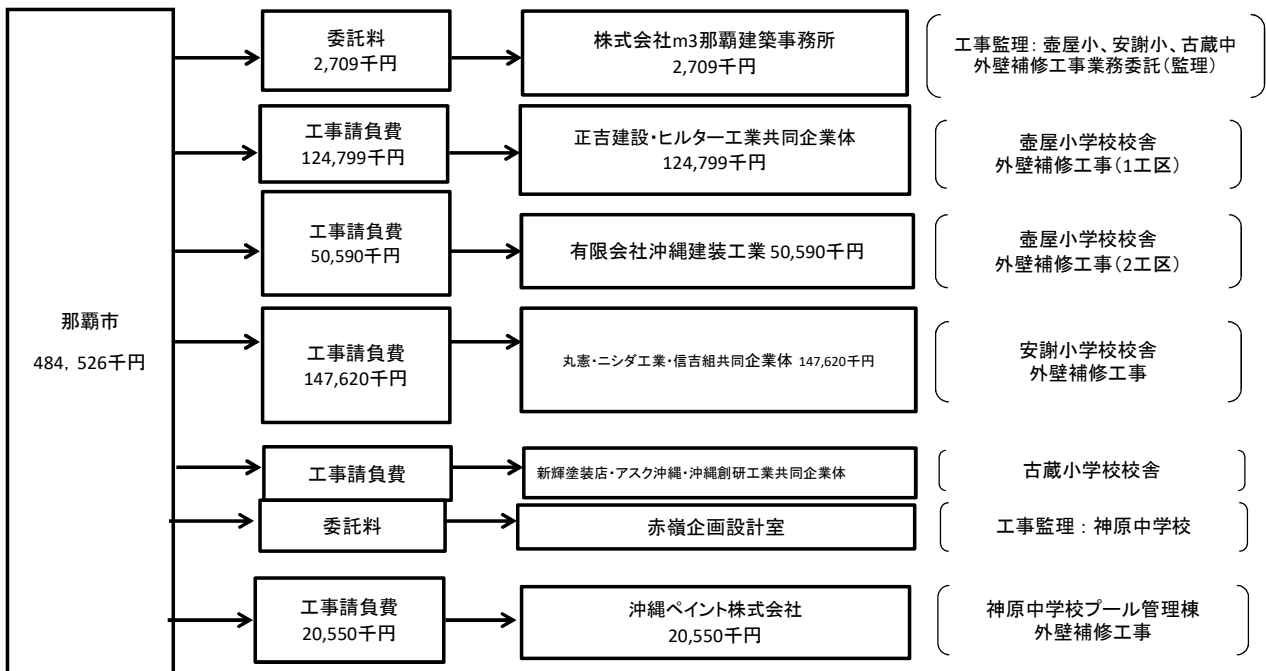 那覇市
484，526千円
委託料
2,709千円
株式会社m3那覇建築事務所
2,709千円
工事監理：壺屋小、安謝小、古蔵中
外壁補修工事業務委託（監理）
工事請負費
124,799千円
正吉建設・ヒルター工業共同企業体
124,799千円
壺屋小学校校舎
外壁補修工事（1工区）
工事請負費
50,590千円
有限会社沖縄建装工業 50,590千円
壺屋小学校校舎
外壁補修工事（2工区）
工事請負費
147,620千円
丸憲・ニシダ工業・信吉組共同企業体 147,620千円
安謝小学校校舎
外壁補修工事
工事請負費
新輝塗装店・アスク沖縄・沖縄創研工業共同企業体
古蔵小学校校舎
委託料
赤嶺企画設計室
工事監理：神原中学校
工事請負費
20,550千円
沖縄ペイント株式会社
20,550千円
神原中学校プール管理棟
外壁補修工事